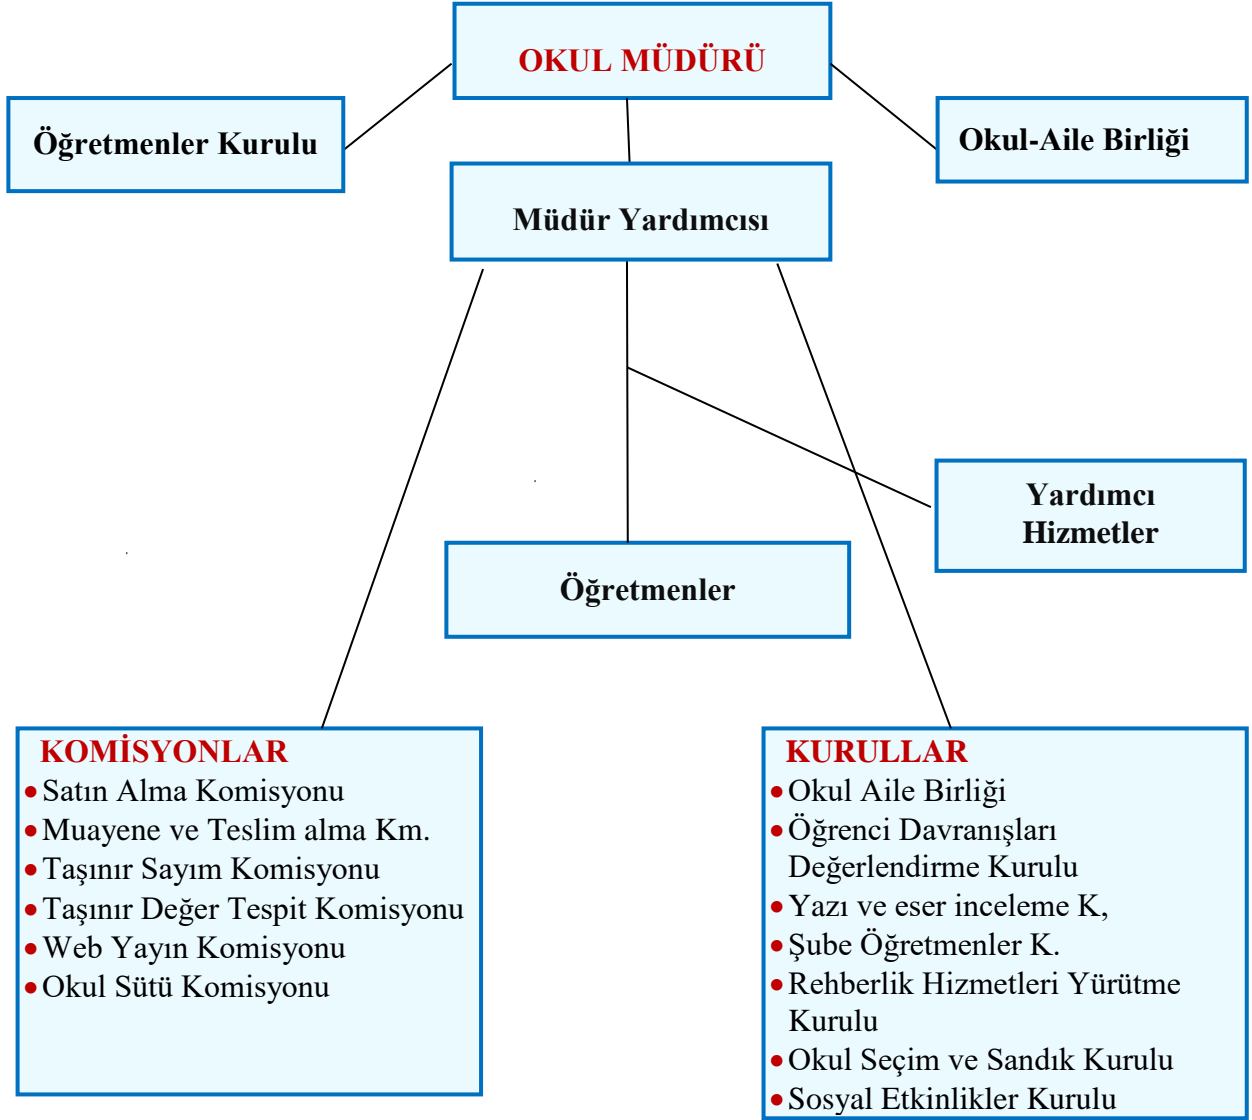 OKUL MÜDÜRÜ
Öğretmenler Kurulu
Okul-Aile Birliği
Müdür Yardımcısı
Yardımcı
Hizmetler
Öğretmenler
KOMİSYONLAR
• Satın Alma Komisyonu
• Muayene ve Teslim alma Km.
• Taşınır Sayım Komisyonu
• Taşınır Değer Tespit Komisyonu
• Web Yayın Komisyonu
• Okul Sütü Komisyonu
KURULLAR
• Okul Aile Birliği
• Öğrenci Davranışları
Değerlendirme Kurulu
• Yazı ve eser inceleme K,
• Şube Öğretmenler K.
• Rehberlik Hizmetleri Yürütme
Kurulu
• Okul Seçim ve Sandık Kurulu
• Sosyal Etkinlikler Kurulu